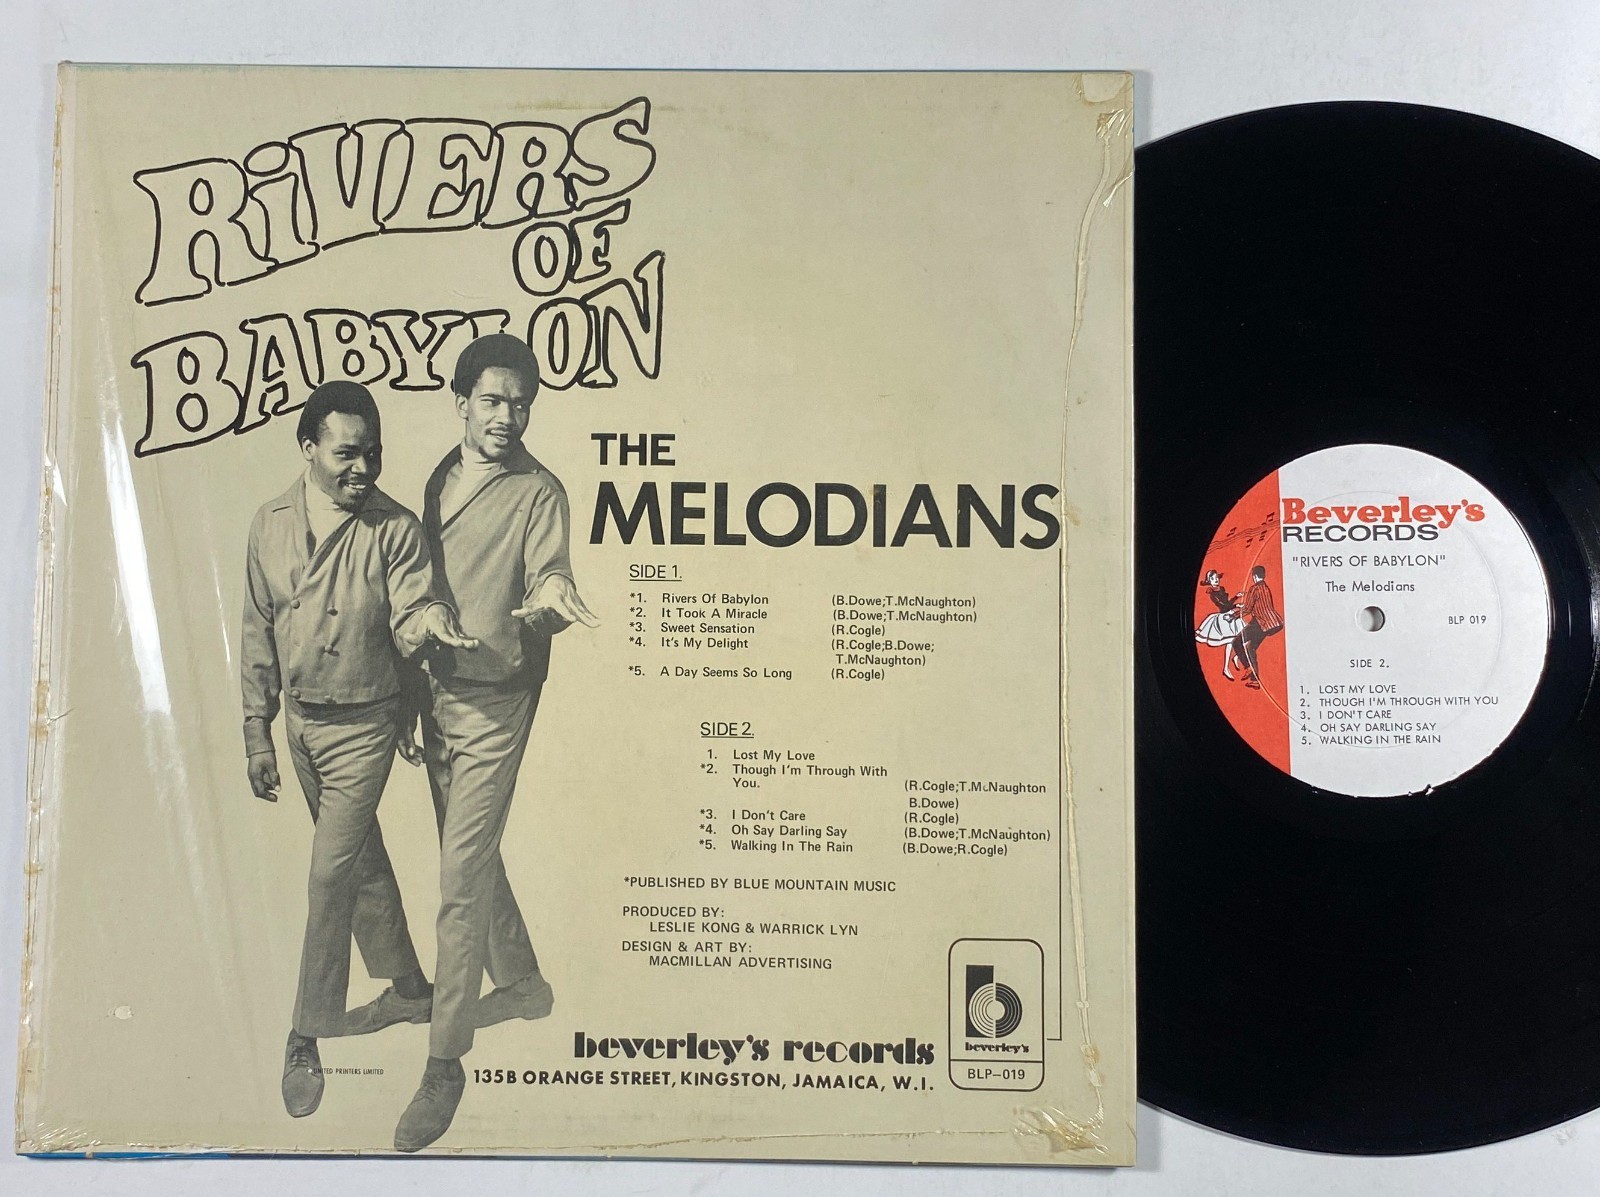 RiVERS
OF
BABYLON
THE
MELODIANS
SIDE 1.
*1. Rivers Of Babylon (B.Dowe;T.McNaughton)
*2. It Took A Miracle (B.Dowe;T.McNaughton)
*3. Sweet Sensation (R.Cogle)
*4. It's My Delight (R.Cogle;B.Dowe;
T.McNaughton)
*5. A Day Seems So Long (R.Cogle)
SIDE 2.
1. Lost My Love
*2. Though I'm Through With
You. (R.Cogle;T.McNaughton
B.Dowe)
*3. I Don't Care (R.Cogle)
*4. Oh Say Darling Say (B.Dowe;T.McNaughton)
*5. Walking In The Rain (B.Dowe;R.Cogle)
*PUBLISHED BY BLUE MOUNTAIN MUSIC
PRODUCED BY:
LESLIE KONG & WARRICK LYN
DESIGN & ART BY:
MACMILLAN ADVERTISING
beverley's records
135B ORANGE STREET, KINGSTON, JAMAICA, W.I.
b
beverley's
BLP-019
UNITED PRINTERS LIMITED
Beverley's
RECORDS
"RIVERS OF BABYLON"
The Melodians
BLP 019
SIDE 2.
1. LOST MY LOVE
2. THOUGH I'M THROUGH WITH YOU
3. I DON'T CARE
4. OH SAY DARLING SAY
5. WALKING IN THE RAIN